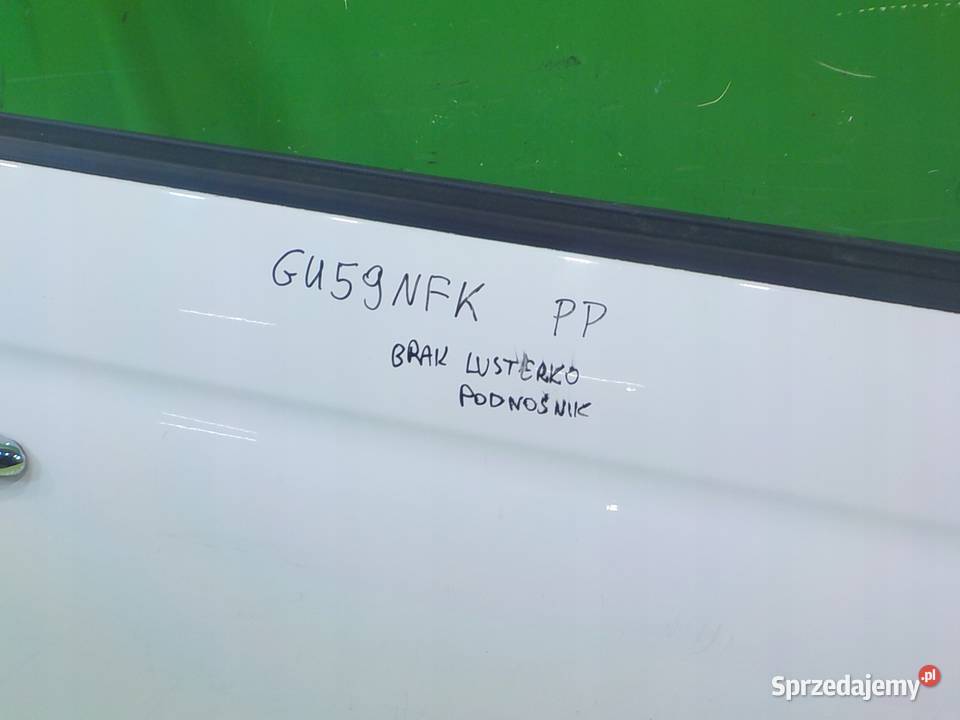 GU59NFK PP
BRAK LUSTERKO
PODNOŚNIK
Sprzedajemy.pl